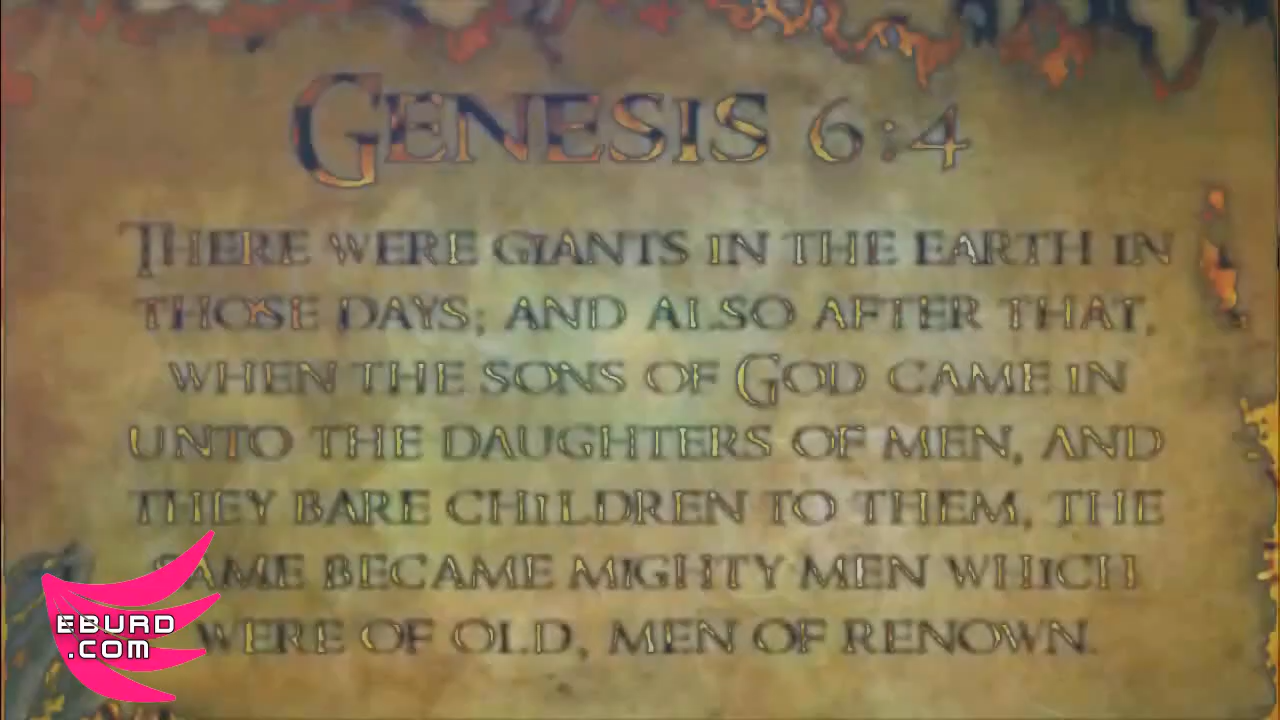 GENESIS 6:4
THERE WERE GIANTS IN THE EARTH IN
THOSE DAYS; AND ALSO AFTER THAT,
WHEN THE SONS OF GOD CAME IN
UNTO THE DAUGHTERS OF MEN, AND
THEY BARE CHILDREN TO THEM, THE
SAME BECAME MIGHTY MEN WHICH
WERE OF OLD, MEN OF RENOWN.
EBURD
.COM